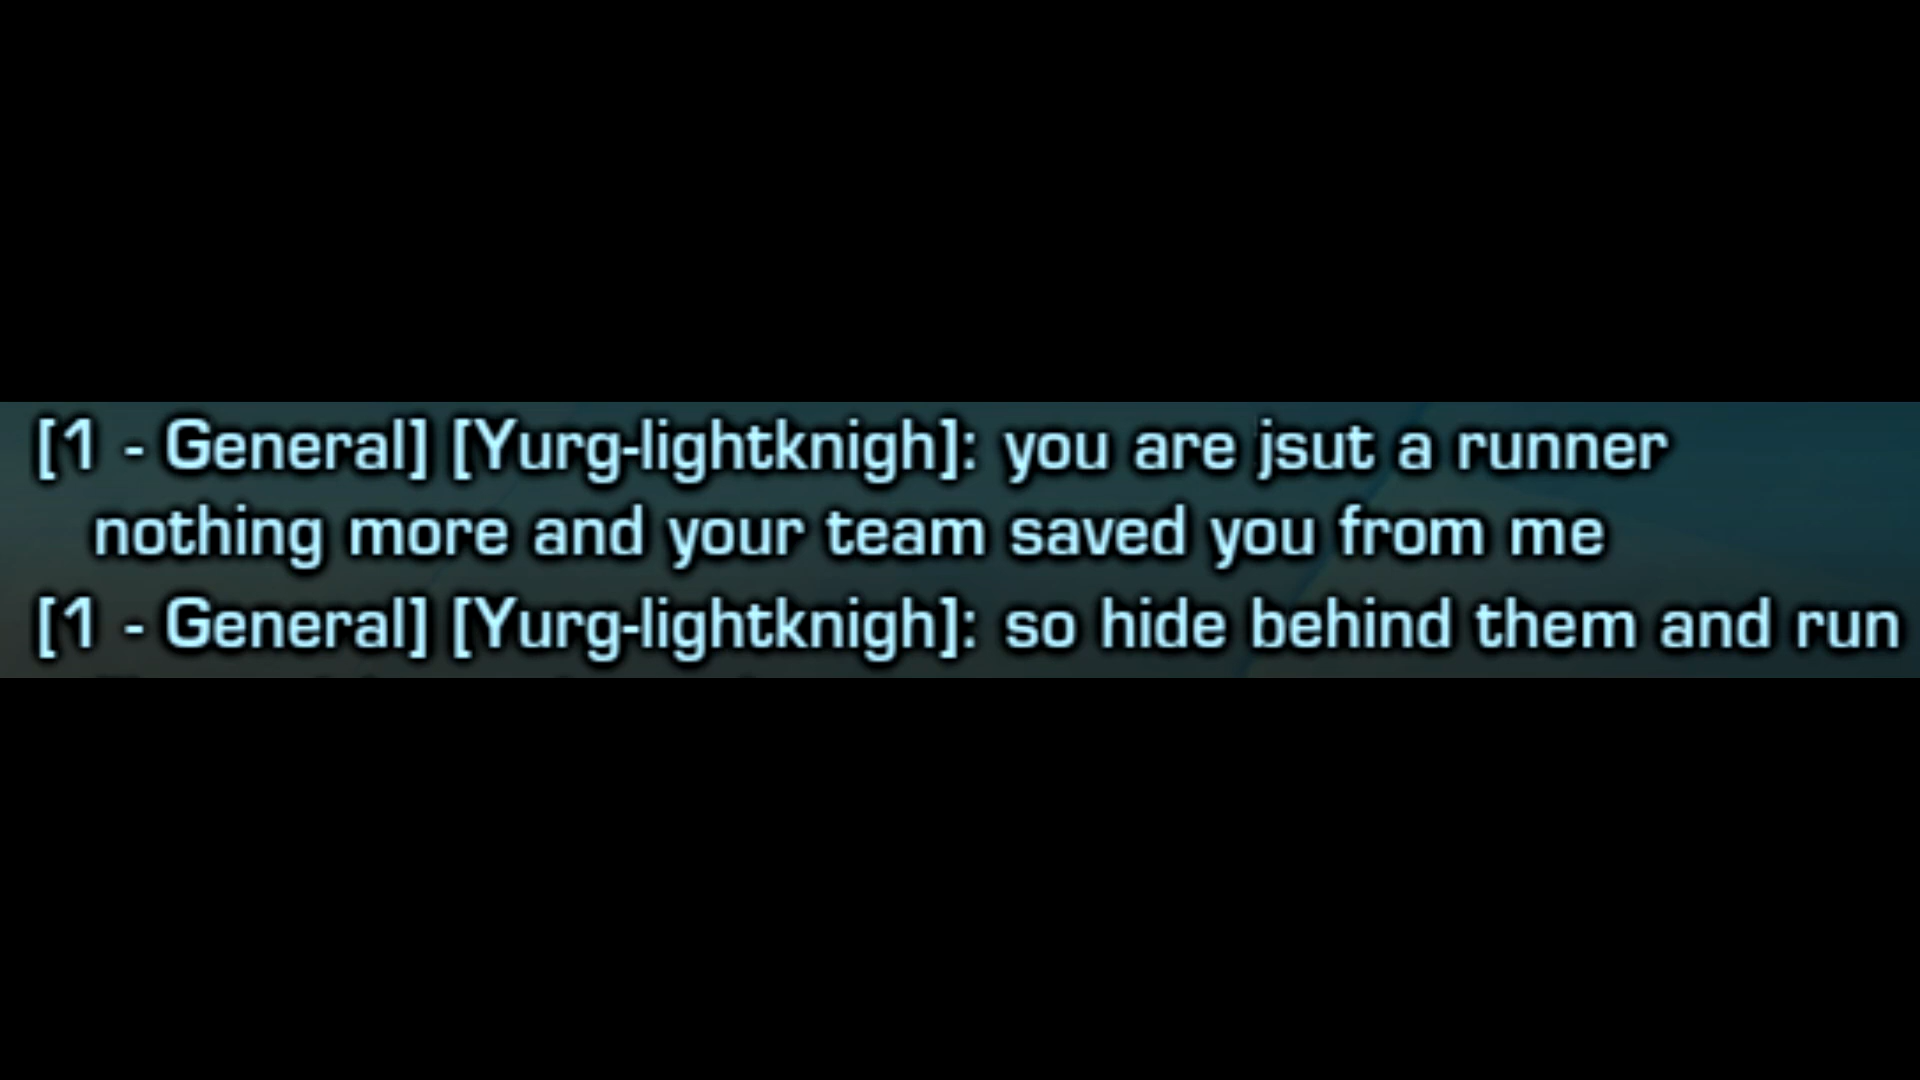 [1 - General] [Yurg-lightknigh]: you are jsut a runner
nothing more and your team saved you from me
[1 - General] [Yurg-lightknigh]: so hide behind them and run